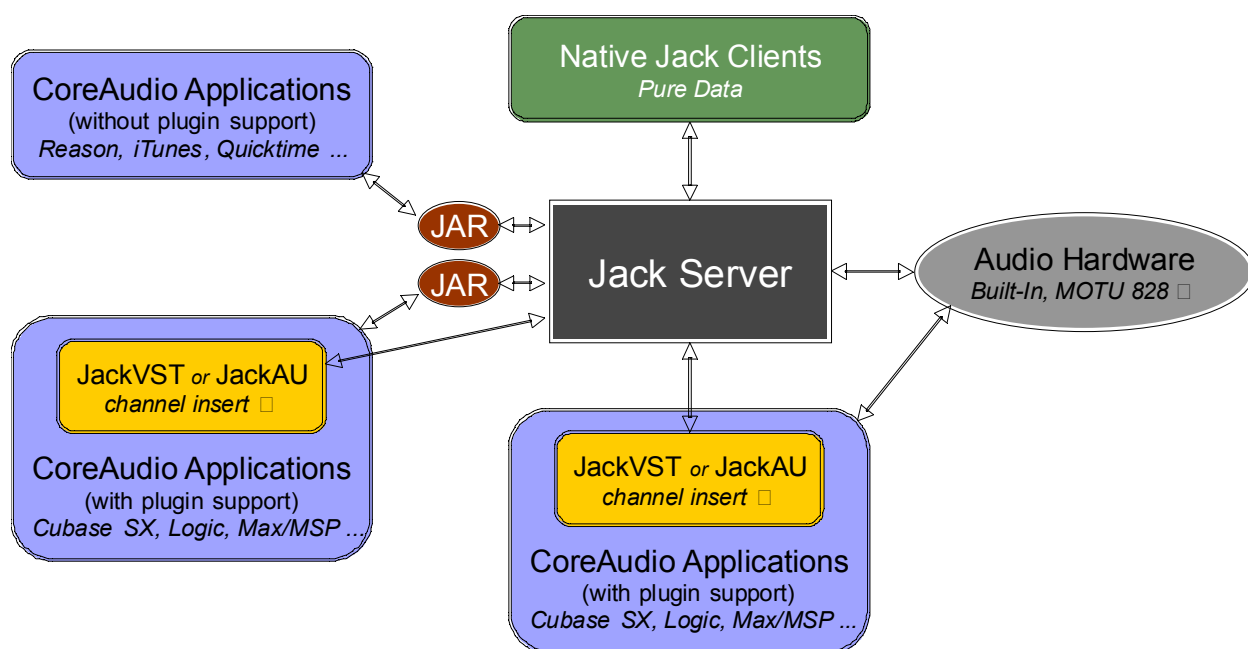 Native Jack Clients
Pure Data
CoreAudio Applications
(without plugin support)
Reason, iTunes, Quicktime ...
JAR
JAR
Jack Server
Audio Hardware
Built-In, MOTU 828 □
JackVST or JackAU
channel insert □
CoreAudio Applications
(with plugin support)
Cubase SX, Logic, Max/MSP ...
JackVST or JackAU
channel insert □
CoreAudio Applications
(with plugin support)
Cubase SX, Logic, Max/MSP ...